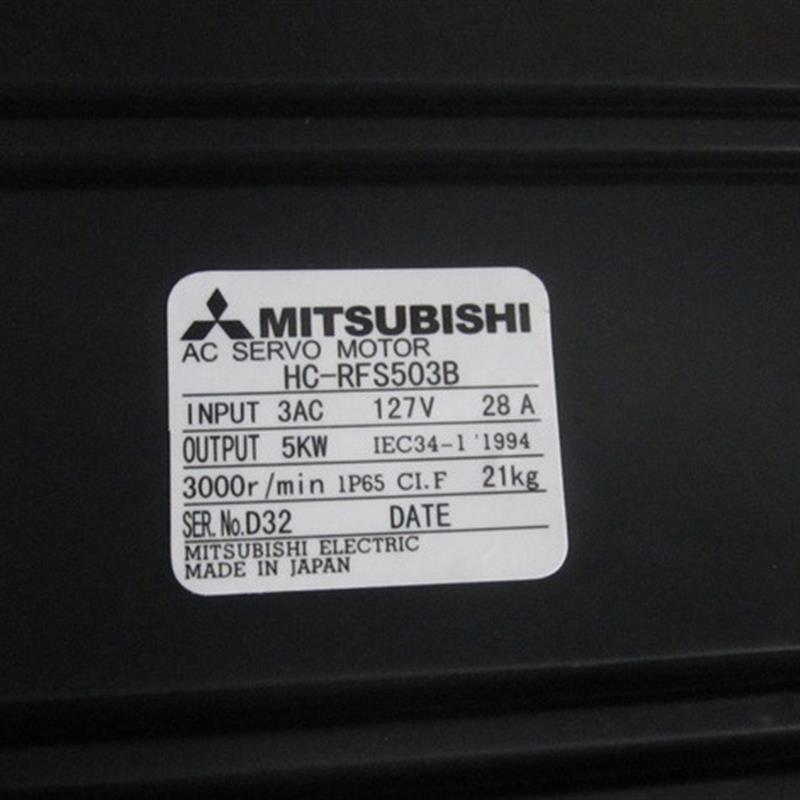 MITSUBISHI
AC SERVO MOTOR
HC-RFS503B
INPUT 3AC 127V 28 A
OUTPUT 5KW IEC34-1 '1994
3000r/min 1P65 CI.F 21kg
SER. No.D32 DATE
MITSUBISHI ELECTRIC
MADE IN JAPAN